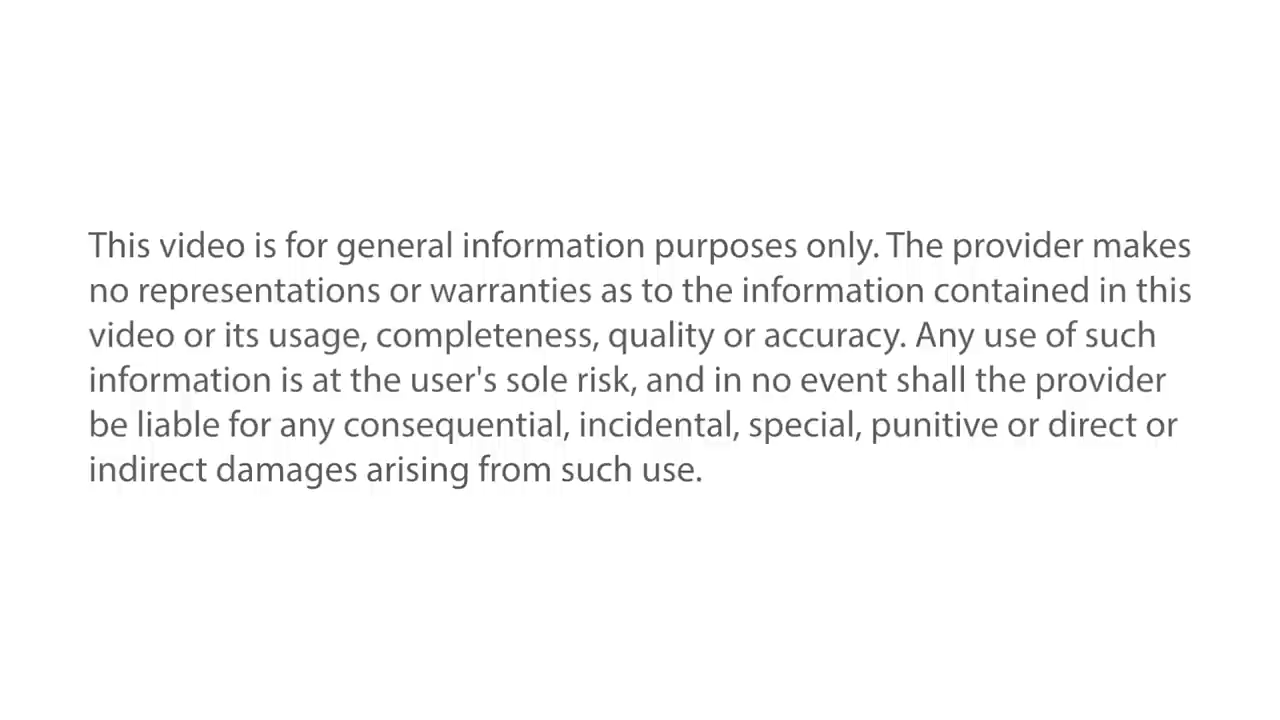 This video is for general information purposes only. The provider makes
no representations or warranties as to the information contained in this
video or its usage, completeness, quality or accuracy. Any use of such
information is at the user's sole risk, and in no event shall the provider
be liable for any consequential, incidental, special, punitive or direct or
indirect damages arising from such use.